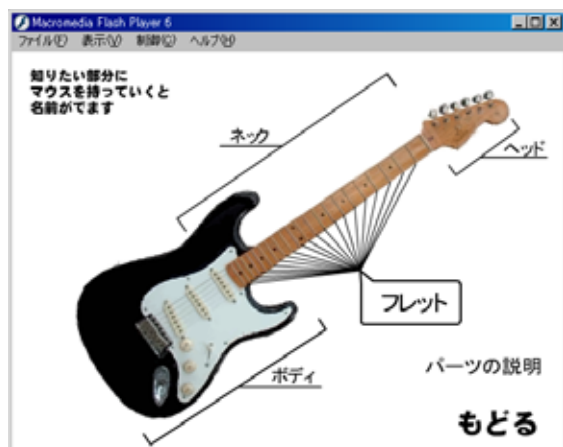 Macromedia Flash Player 6
ファイル(F) 表示(V) 制御(C) ヘルプ(H)
知りたい部分に
マウスを持っていくと
名前がでます
ネック
ヘッド
フレット
ボディ
パーツの説明
もどる